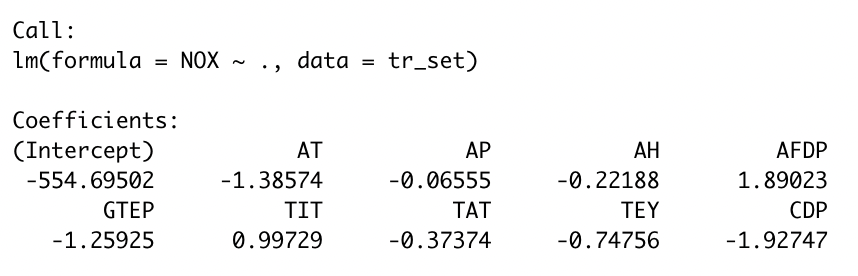 Call:
lm(formula = NOX ~ ., data = tr_set)
Coefficients:
(Intercept) AT AP AH AFDP
-554.69502 -1.38574 -0.06555 -0.22188 1.89023
GTEP TIT TAT TEY CDP
-1.25925 0.99729 -0.37374 -0.74756 -1.92747